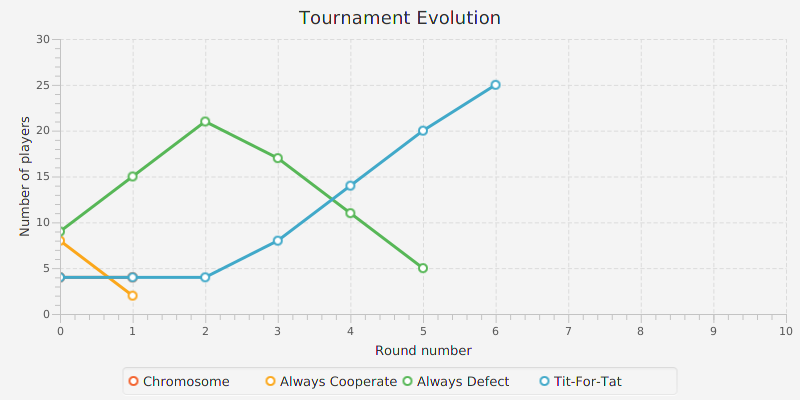 Tournament Evolution
Number of players
30
25
20
15
10
5
0
0 1 2 3 4 5 6 7 8 9 10
Round number
Chromosome Always Cooperate Always Defect Tit-For-Tat